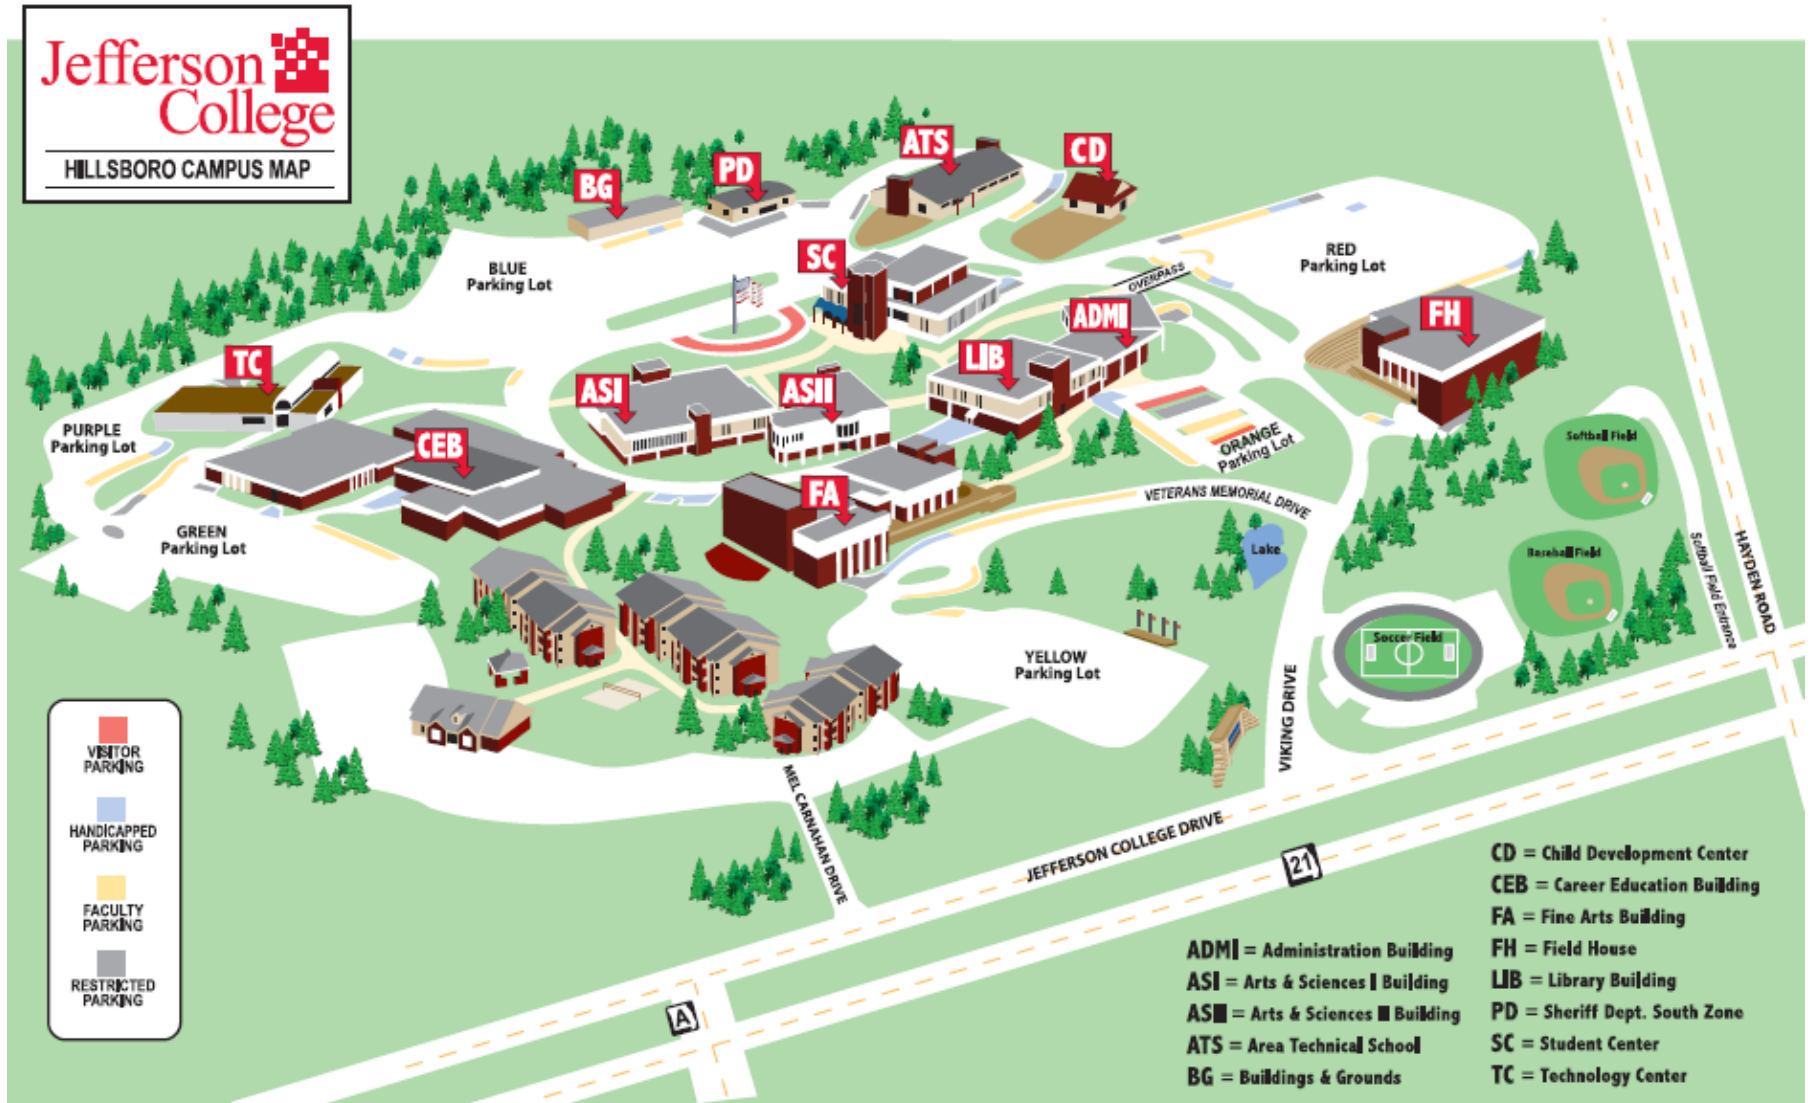 Jefferson
College
HILLSBORO CAMPUS MAP
ATS
CD
PD
BG
SC
BLUE
Parking Lot
RED
Parking Lot
OVERPASS
ADMI
FH
LIB
TC
ASI
ASII
PURPLE
Parking Lot
CEB
ORANGE
Parking Lot
Softball Field
FA
VETERANS MEMORIAL DRIVE
GREEN
Parking Lot
Lake
Baseball Field
HAYDEN ROAD
Softball Field Entrance
Soccer Field
YELLOW
Parking Lot
VIKING DRIVE
MEL CARNAHAN DRIVE
JEFFERSON COLLEGE DRIVE
21
A
VISITOR
PARKING
HANDICAPPED
PARKING
FACULTY
PARKING
RESTRICTED
PARKING
ADMI = Administration Building
ASI = Arts & Sciences I Building
ASII = Arts & Sciences II Building
ATS = Area Technical School
BG = Buildings & Grounds
CD = Child Development Center
CEB = Career Education Building
FA = Fine Arts Building
FH = Field House
LIB = Library Building
PD = Sheriff Dept. South Zone
SC = Student Center
TC = Technology Center